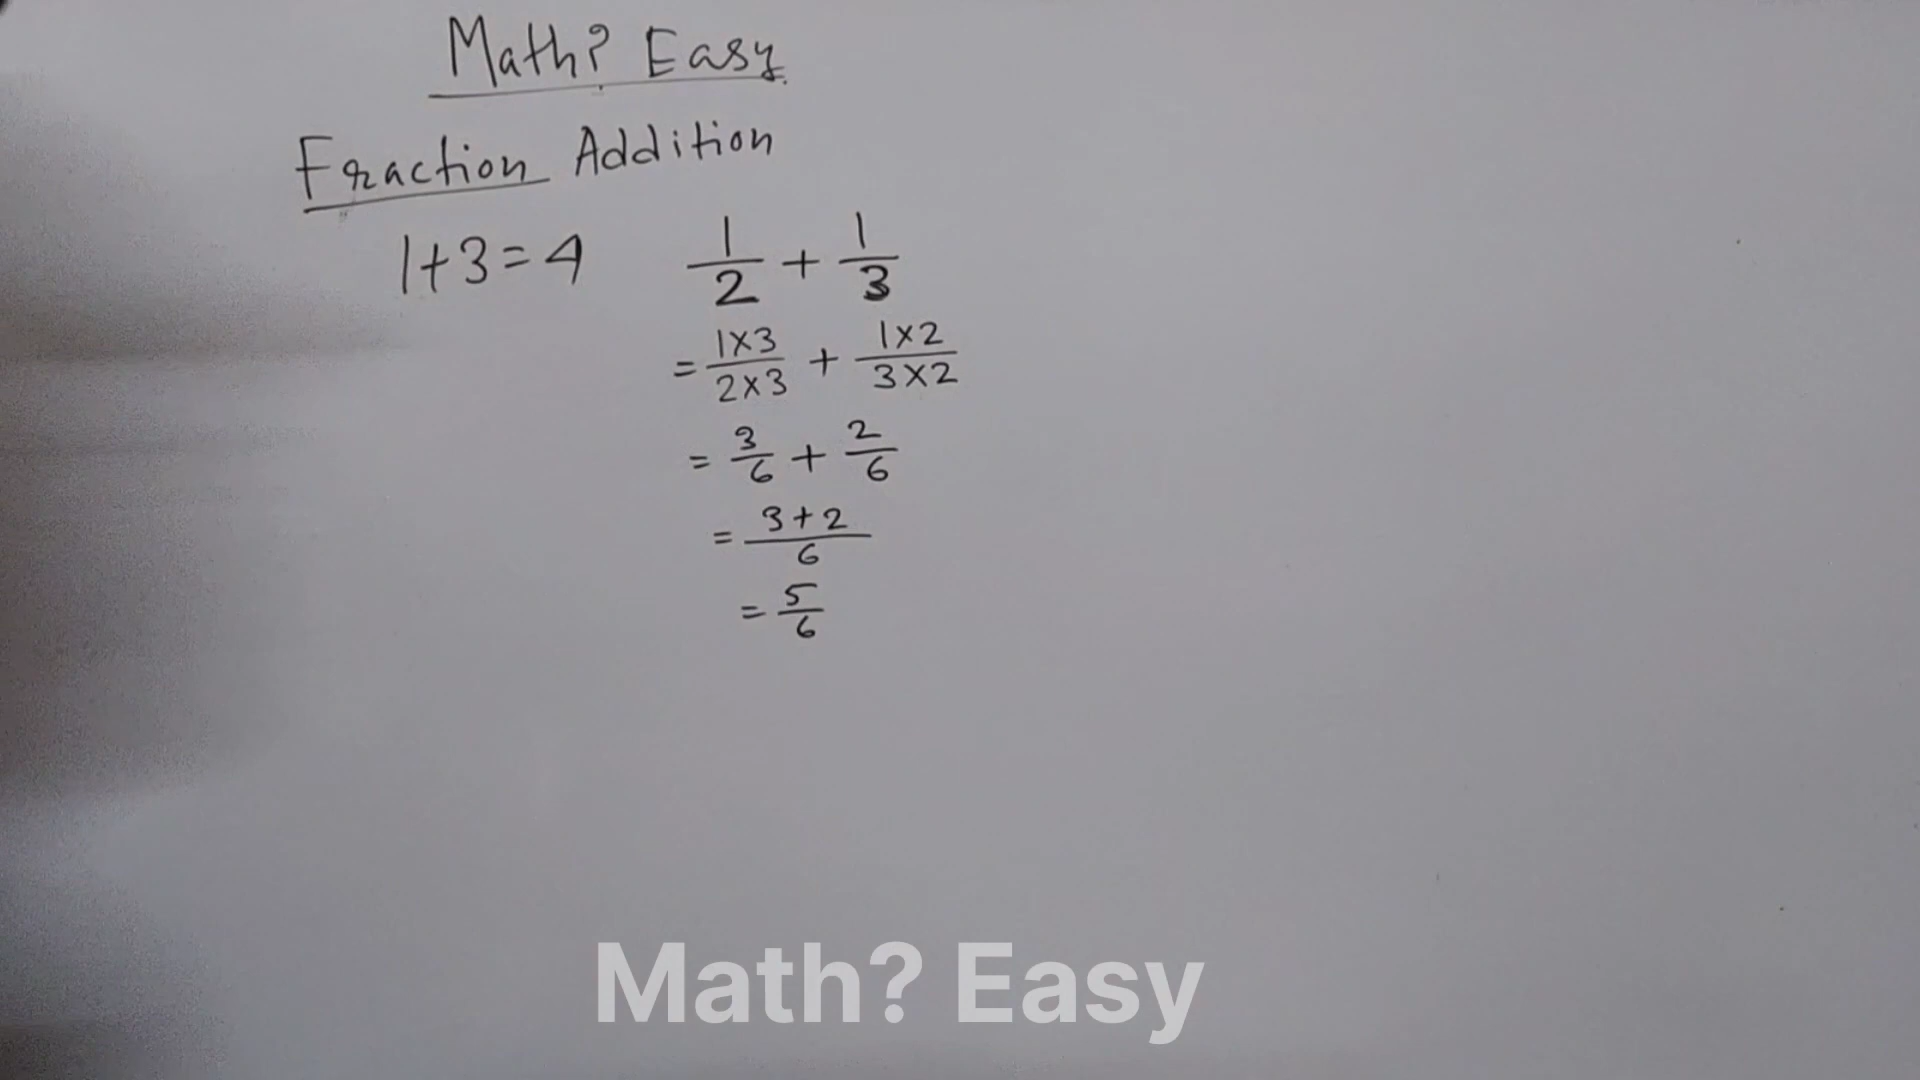 Math? Easy
Fraction Addition
1+3=4
1/2 + 1/3
= 1×3/2×3 + 1×2/3×2
= 3/6 + 2/6
= 3+2/6
= 5/6
Math? Easy